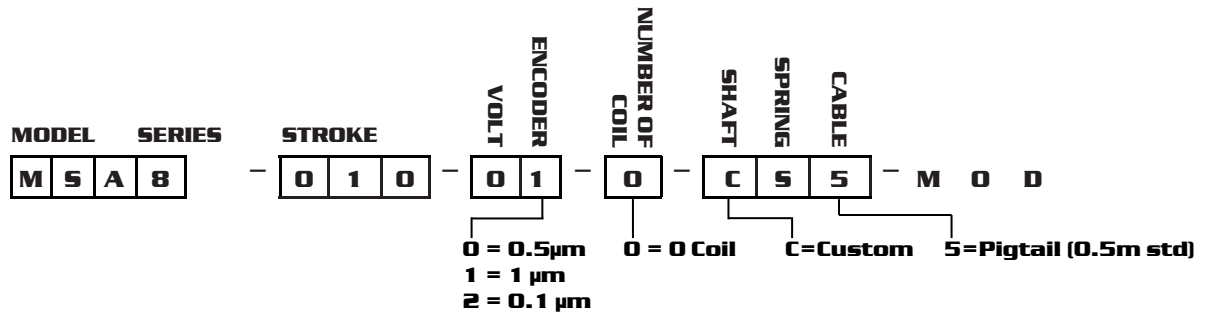 VOLT
ENCODER
NUMBER OF
COIL
SHAFT
SPRING
CABLE
MODEL SERIES STROKE
M S A 8 - 0 1 0 - 0 1 - 0 - C S 5 - M O D
0 = 0.5µm 0 = 0 Coil C=Custom 5=Pigtail (0.5m std)
1 = 1 µm
2 = 0.1 µm